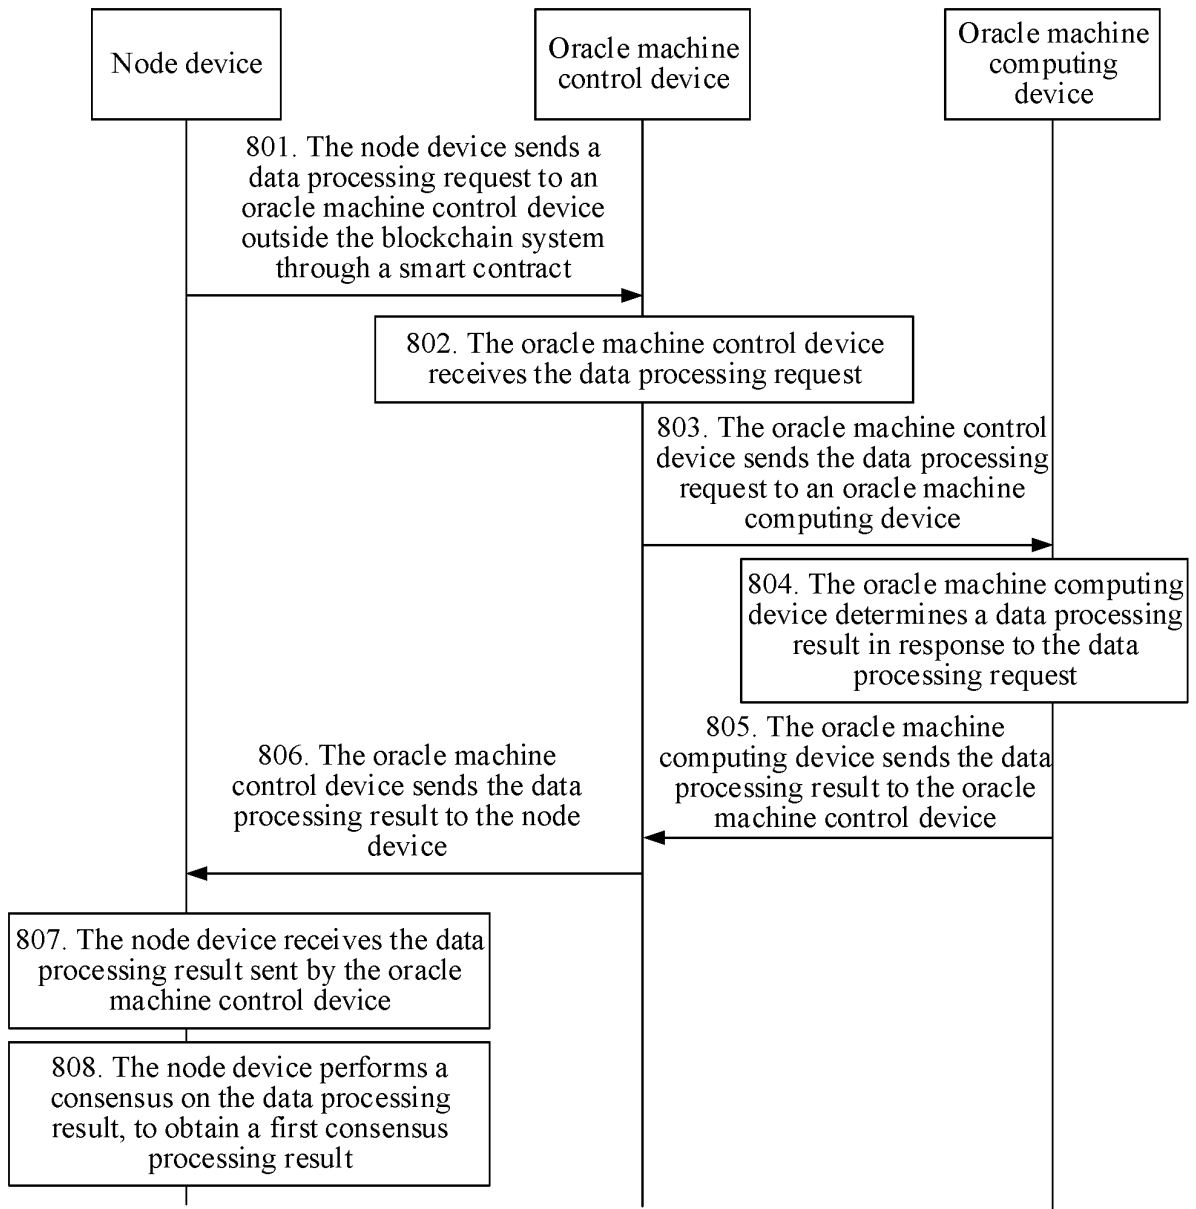 Node device
Oracle machine
control device
Oracle machine
computing
device
801. The node device sends a
data processing request to an
oracle machine control device
outside the blockchain system
through a smart contract
802. The oracle machine control device
receives the data processing request
803. The oracle machine control
device sends the data processing
request to an oracle machine
computing device
804. The oracle machine computing
device determines a data processing
result in response to the data
processing request
805. The oracle machine
computing device sends the data
processing result to the oracle
machine control device
806. The oracle machine
control device sends the data
processing result to the node
device
807. The node device receives the data
processing result sent by the oracle
machine control device
808. The node device performs a
consensus on the data processing
result, to obtain a first consensus
processing result